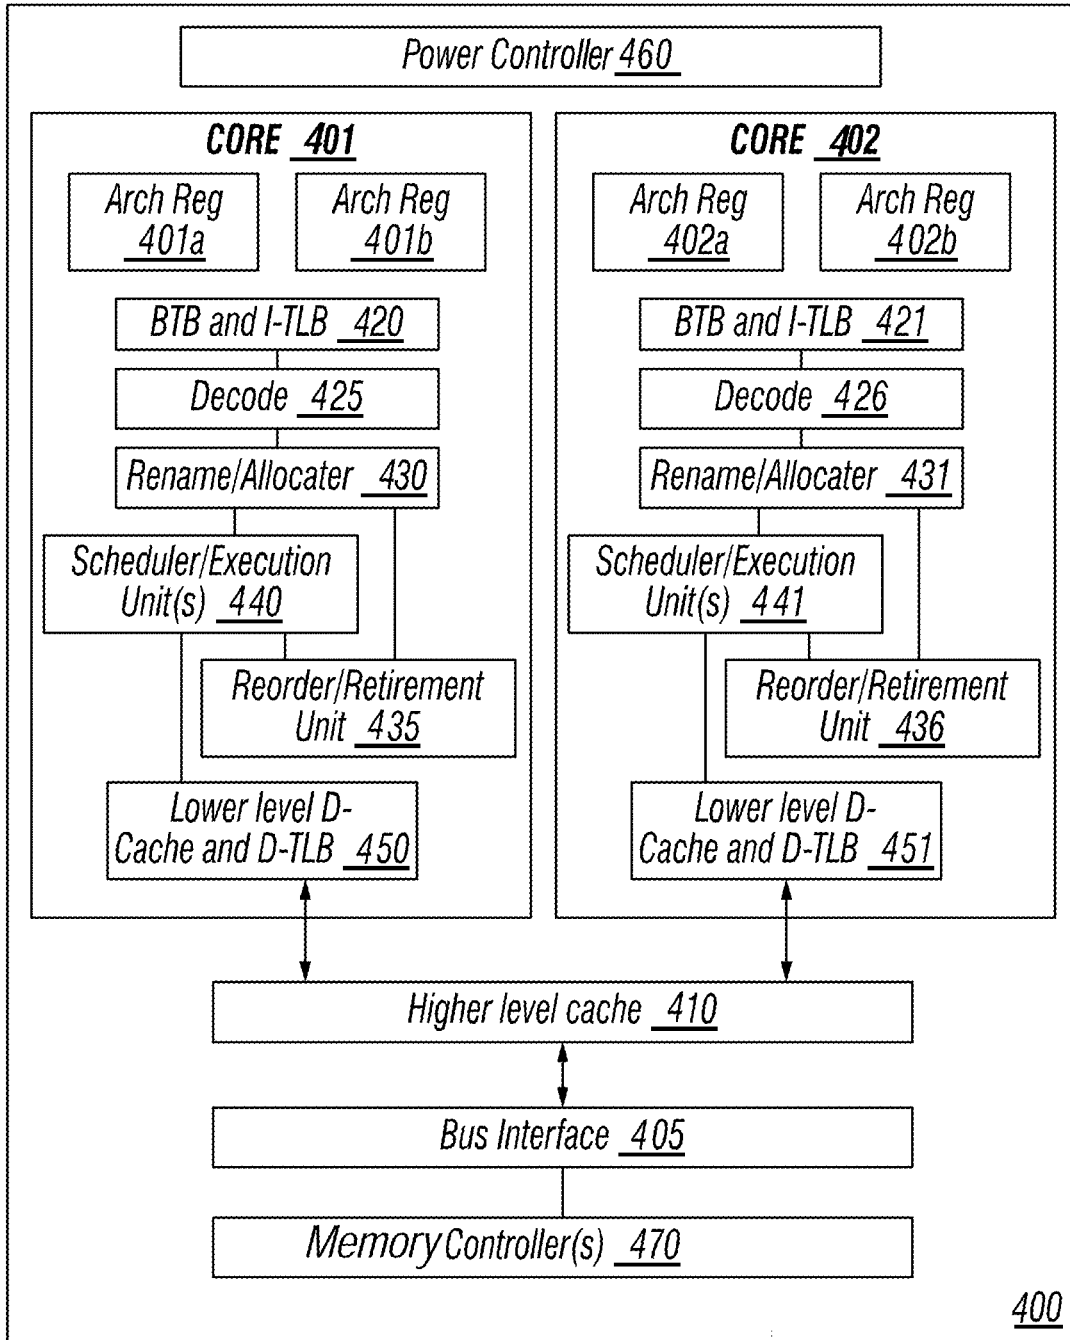 Power Controller 460
CORE 401
Arch Reg
401a
Arch Reg
401b
BTB and I-TLB 420
Decode 425
Rename/Allocater 430
Scheduler/Execution
Unit(s) 440
Reorder/Retirement
Unit 435
Lower level D-
Cache and D-TLB 450
CORE 402
Arch Reg
402a
Arch Reg
402b
BTB and I-TLB 421
Decode 426
Rename/Allocater 431
Scheduler/Execution
Unit(s) 441
Reorder/Retirement
Unit 436
Lower level D-
Cache and D-TLB 451
Higher level cache 410
Bus Interface 405
Memory Controller(s) 470
400